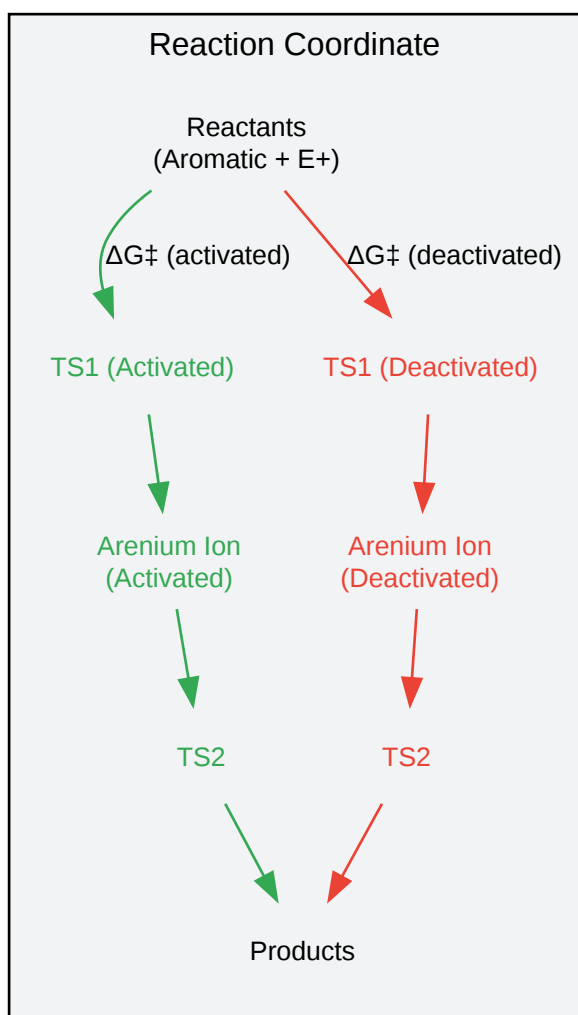 Reaction Coordinate
Reactants
(Aromatic + E+)
ΔG‡ (activated)
ΔG‡ (deactivated)
TS1 (Activated)
TS1 (Deactivated)
Arenium Ion
(Activated)
Arenium Ion
(Deactivated)
TS2
TS2
Products